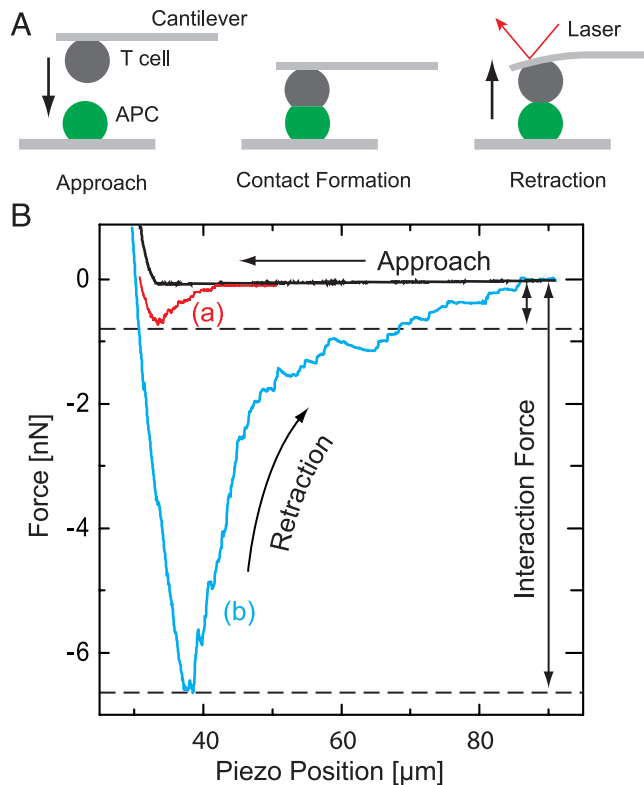 A
Cantilever
T cell
APC
Laser
Approach
Contact Formation
Retraction
B
0
-2
-4
-6
Force [nN]
Approach
(a)
Retraction
(b)
Interaction Force
40
60
80
Piezo Position [µm]